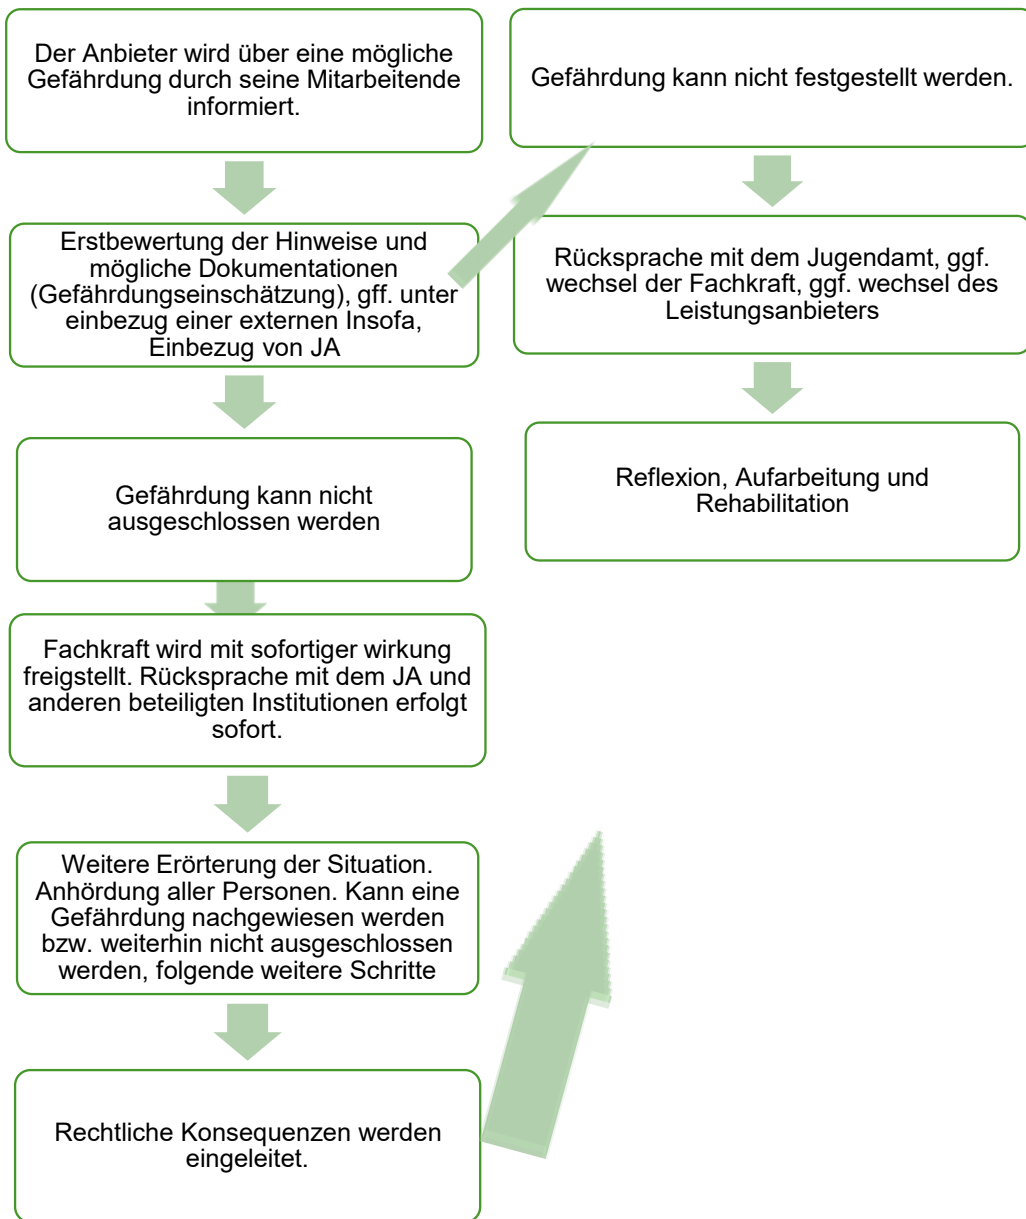 Der Anbieter wird über eine mögliche
Gefährdung durch seine Mitarbeitende
informiert.
Erstbewertung der Hinweise und
mögliche Dokumentationen
(Gefährdungseinschätzung), gff. unter
einbezug einer externen Insofa,
Einbezug von JA
Gefährdung kann nicht
ausgeschlossen werden
Fachkraft wird mit sofortiger wirkung
freigstellt. Rücksprache mit dem JA und
anderen beteiligten Institutionen erfolgt
sofort.
Weitere Erörterung der Situation.
Anhördung aller Personen. Kann eine
Gefährdung nachgewiesen werden
bzw. weiterhin nicht ausgeschlossen
werden, folgende weitere Schritte
Rechtliche Konsequenzen werden
eingeleitet.
Gefährdung kann nicht festgestellt werden.
Rücksprache mit dem Jugendamt, ggf.
wechsel der Fachkraft, ggf. wechsel des
Leistungsanbieters
Reflexion, Aufarbeitung und
Rehabilitation